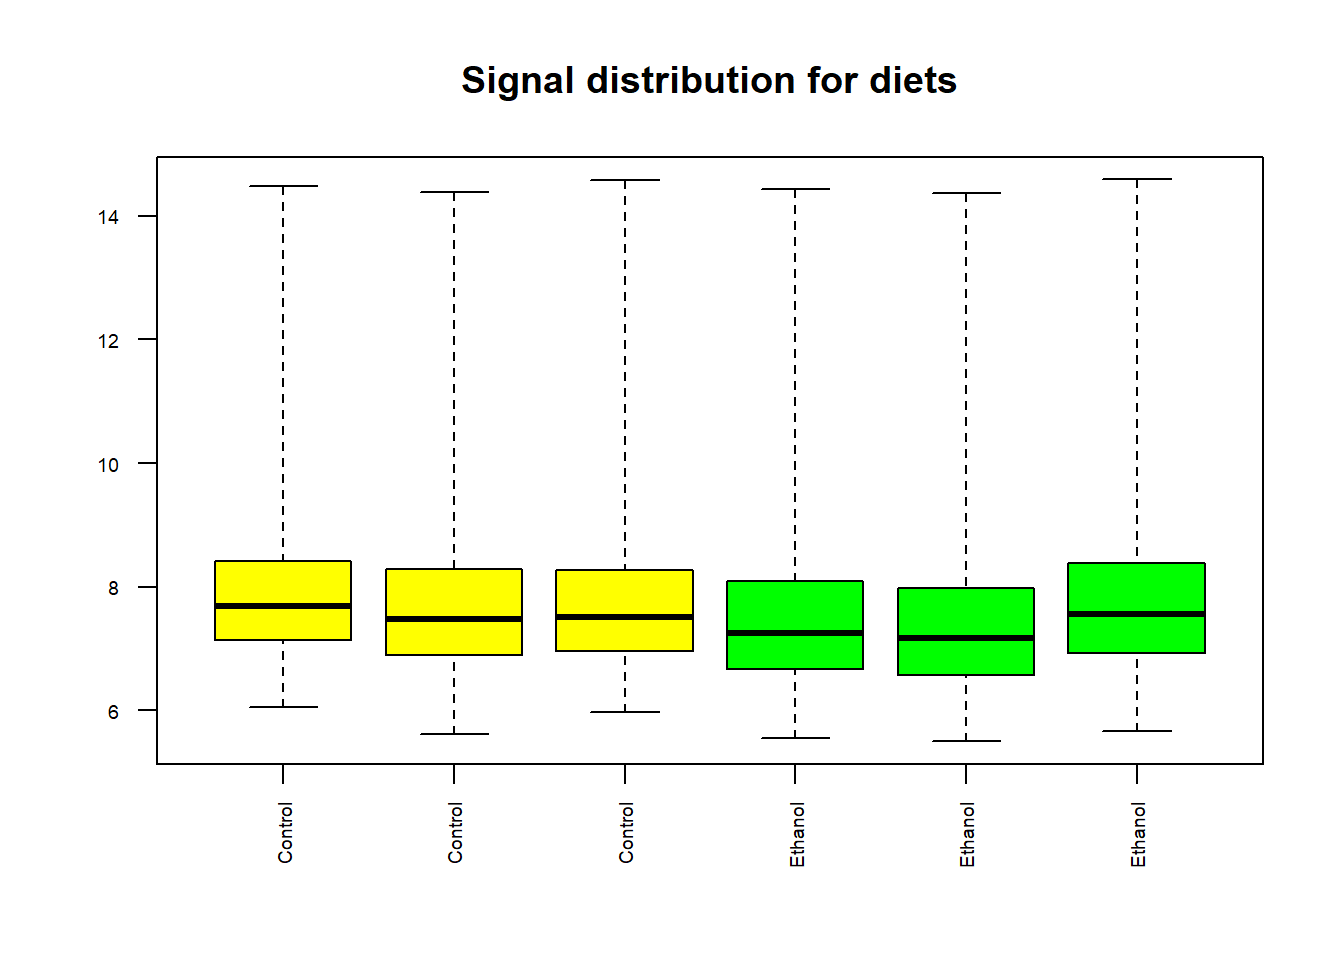 Signal distribution for diets
14
12
10
8
6
Control
Control
Control
Ethanol
Ethanol
Ethanol